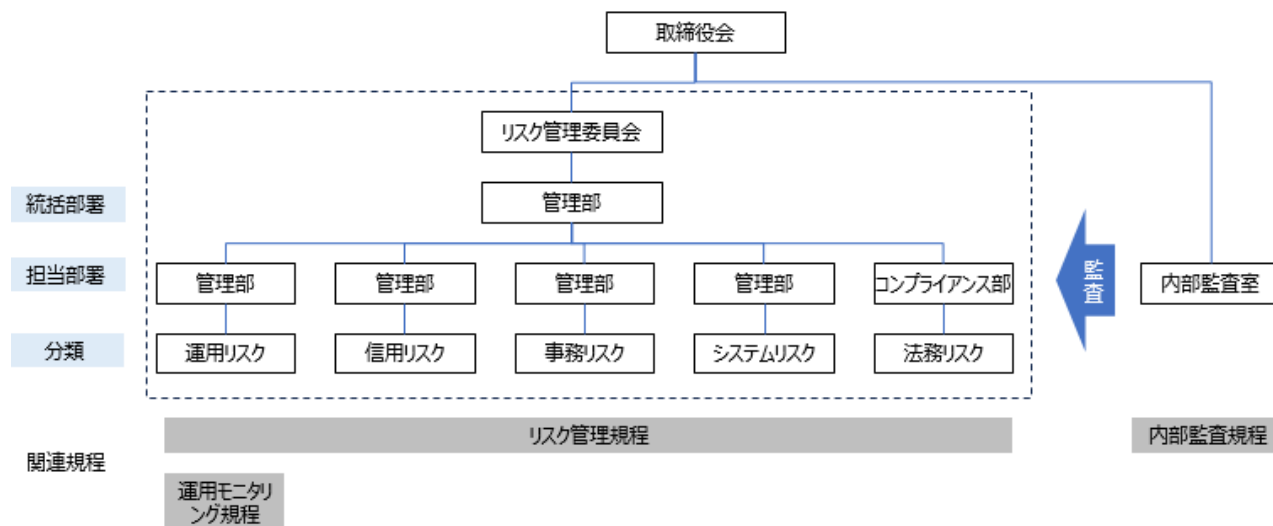 取締役会
リスク管理委員会
統括部署
管理部
担当部署
管理部
管理部
管理部
管理部
コンプライアンス部
監査
内部監査室
分類
運用リスク
信用リスク
事務リスク
システムリスク
法務リスク
関連規程
リスク管理規程
内部監査規程
運用モニタリ
ング規程